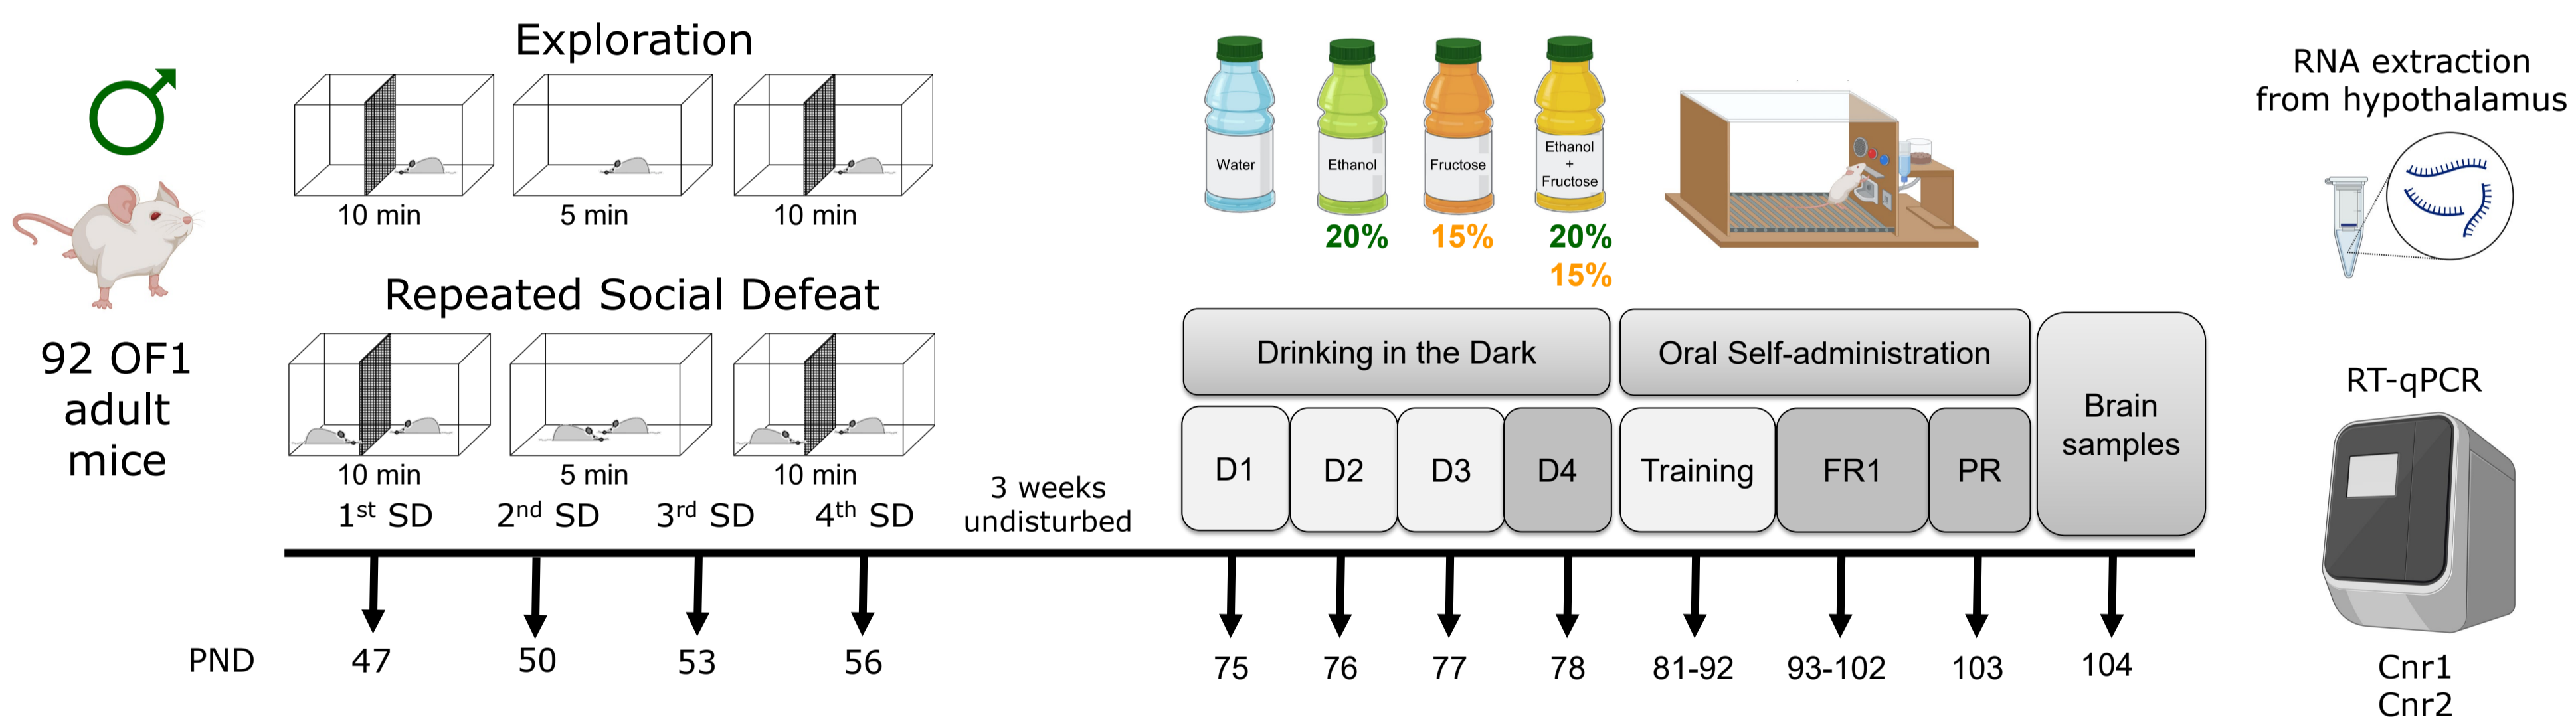 Exploration
10 min
5 min
10 min
Repeated Social Defeat
10 min
5 min
10 min
1st SD
2nd SD
3rd SD
4th SD
92 OF1
adult
mice
3 weeks
undisturbed
Water
Ethanol
Fructose
Ethanol
+
Fructose
20%
15%
20%
15%
Drinking in the Dark
Oral Self-administration
D1
D2
D3
D4
Training
FR1
PR
Brain
samples
PND
47
50
53
56
75
76
77
78
81-92
93-102
103
104
RNA extraction
from hypothalamus
RT-qPCR
Cnr1
Cnr2